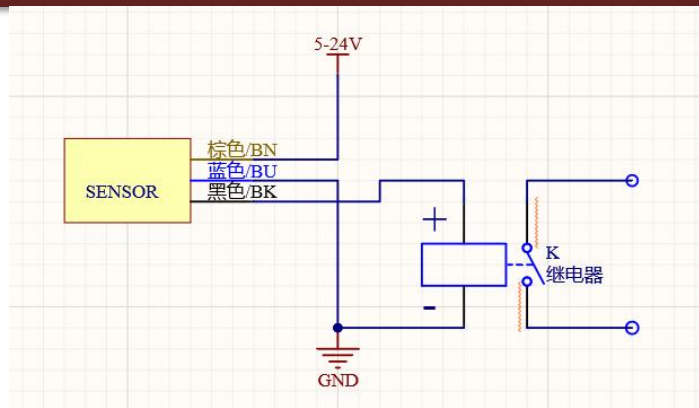 5-24V
棕色/BN
蓝色/BU
黑色/BK
SENSOR
+
K
继电器
-
GND